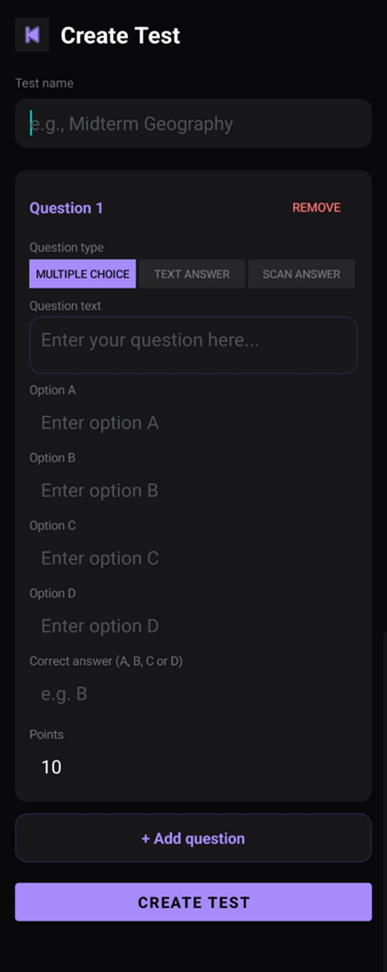 Create Test
Test name
e.g., Midterm Geography
Question 1
REMOVE
Question type
MULTIPLE CHOICE
TEXT ANSWER
SCAN ANSWER
Question text
Enter your question here...
Option A
Enter option A
Option B
Enter option B
Option C
Enter option C
Option D
Enter option D
Correct answer (A, B, C or D)
e.g. B
Points
10
+ Add question
CREATE TEST